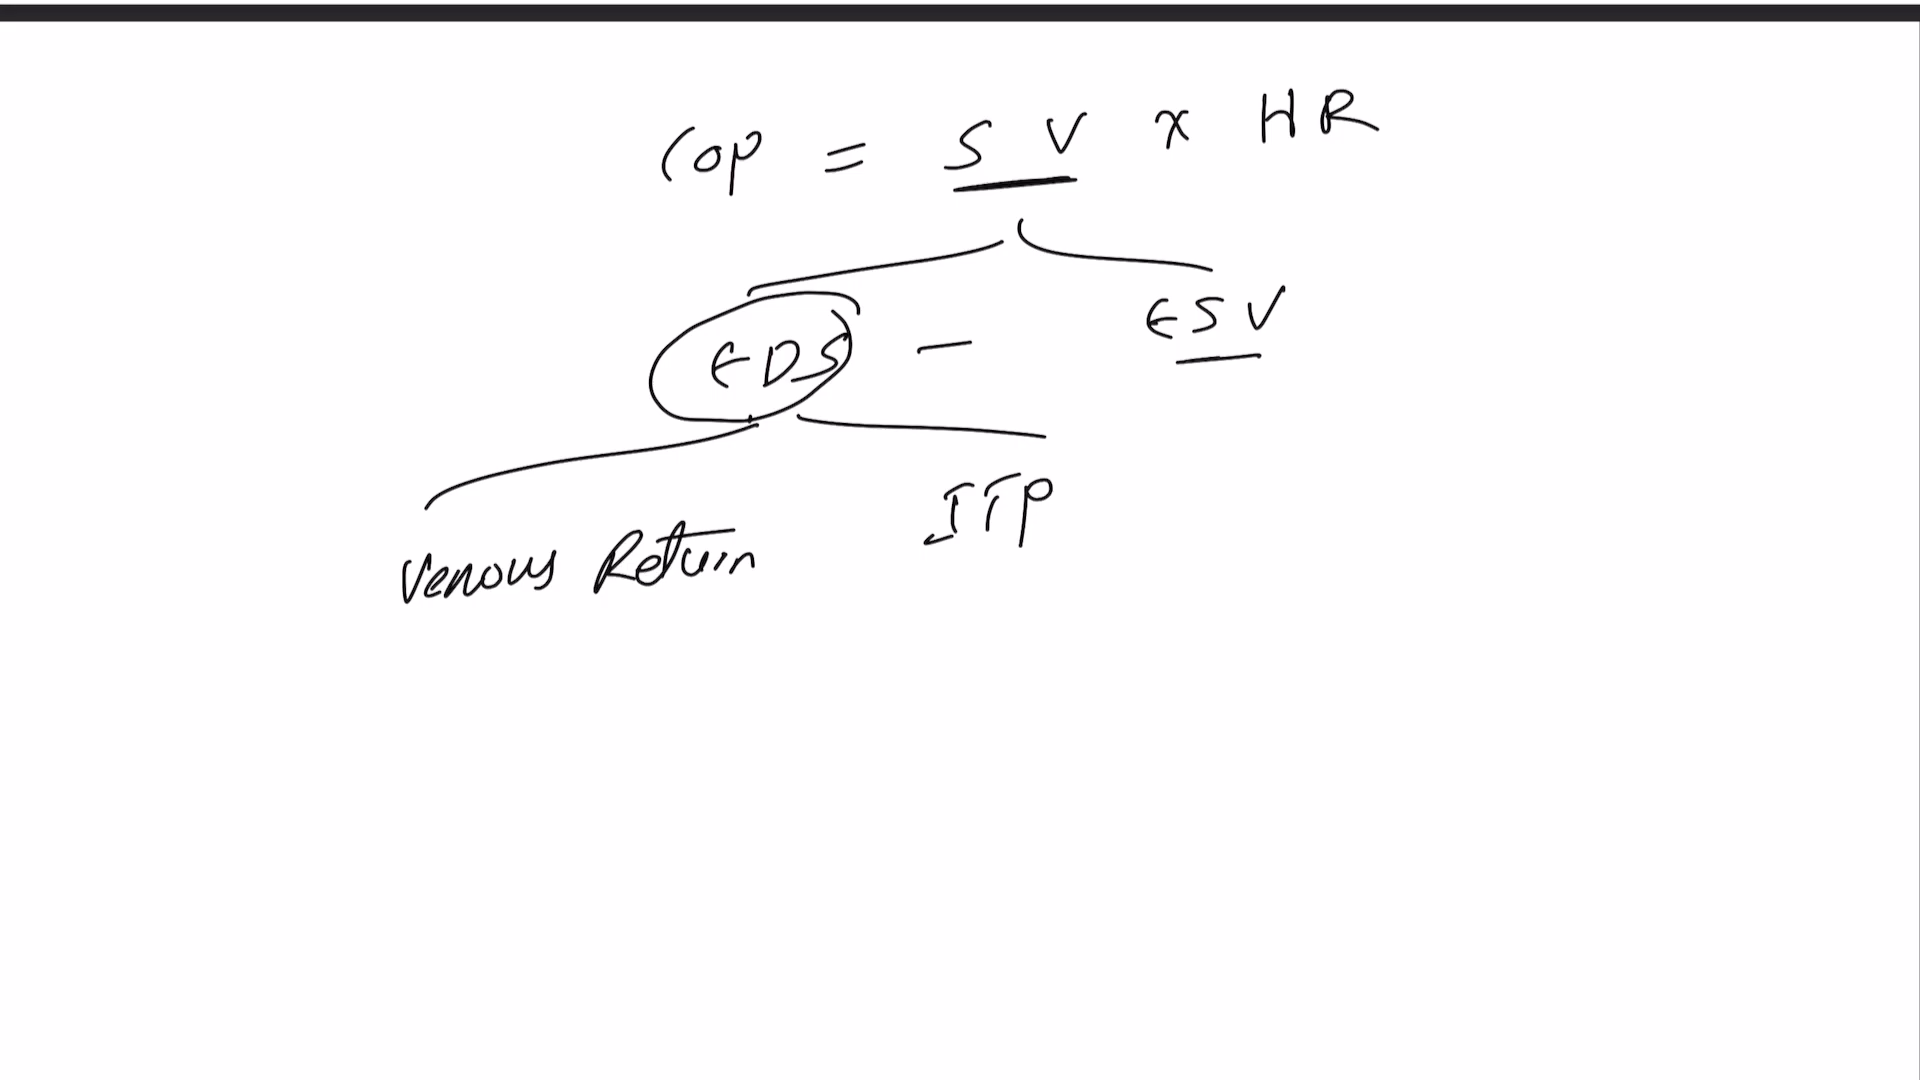 Cop = SV x HR
EDS - ESV
Venous Return ITP